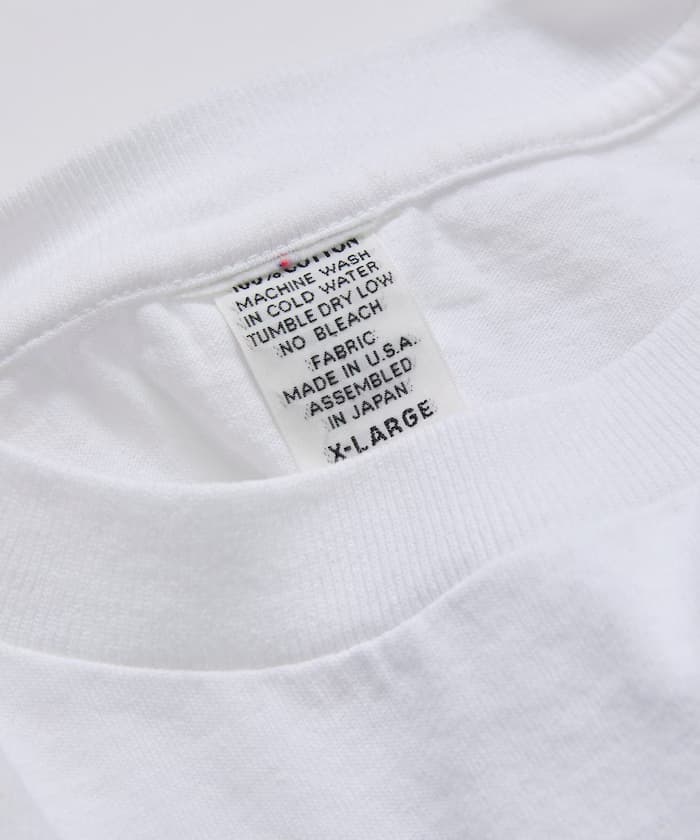 100% COTTON
MACHINE WASH
IN COLD WATER
TUMBLE DRY LOW
NO BLEACH
FABRIC
MADE IN U.S.A.
ASSEMBLED
IN JAPAN
X-LARGE